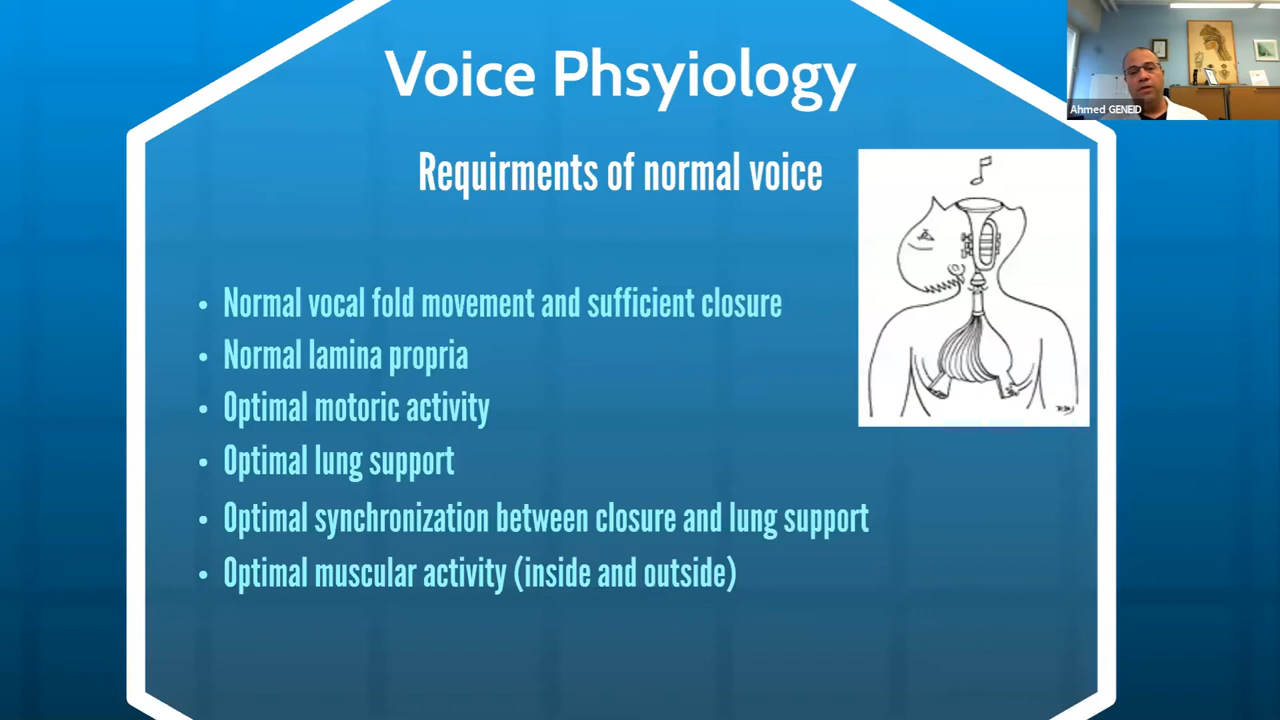 Voice Phsyiology
Ahmed GENEID
Requirments of normal voice
• Normal vocal fold movement and sufficient closure
• Normal lamina propria
• Optimal motoric activity
• Optimal lung support
• Optimal synchronization between closure and lung support
• Optimal muscular activity (inside and outside)